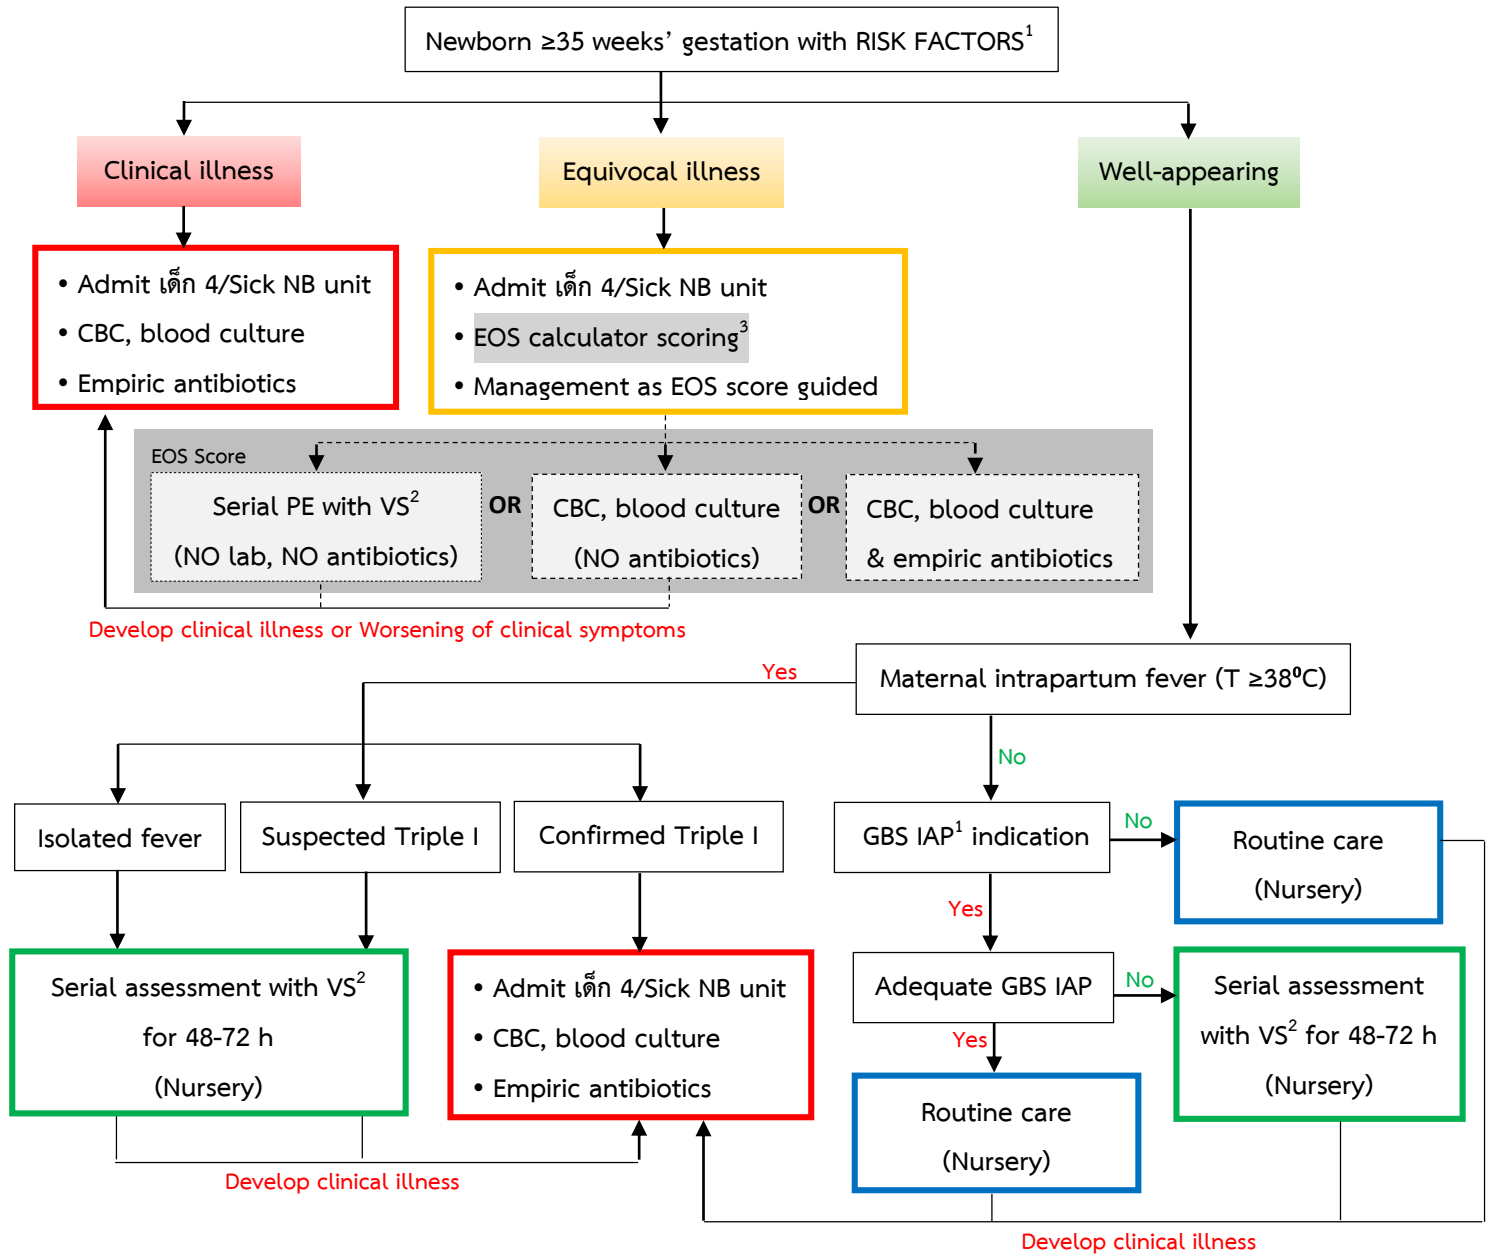 Newborn ≥35 weeks’ gestation with RISK FACTORS1
Clinical illness
Equivocal illness
Well-appearing
• Admit เด็ก 4/Sick NB unit
• CBC, blood culture
• Empiric antibiotics
• Admit เด็ก 4/Sick NB unit
• EOS calculator scoring3
• Management as EOS score guided
EOS Score
Serial PE with VS2
(NO lab, NO antibiotics)
OR
CBC, blood culture
(NO antibiotics)
OR
CBC, blood culture
& empiric antibiotics
Develop clinical illness or Worsening of clinical symptoms
Maternal intrapartum fever (T ≥38⁰C)
Yes
No
Isolated fever
Suspected Triple I
Confirmed Triple I
GBS IAP1 indication
No
Routine care
(Nursery)
Yes
Serial assessment with VS2
for 48-72 h
(Nursery)
• Admit เด็ก 4/Sick NB unit
• CBC, blood culture
• Empiric antibiotics
Adequate GBS IAP
No
Serial assessment
with VS2 for 48-72 h
(Nursery)
Yes
Routine care
(Nursery)
Develop clinical illness
Develop clinical illness